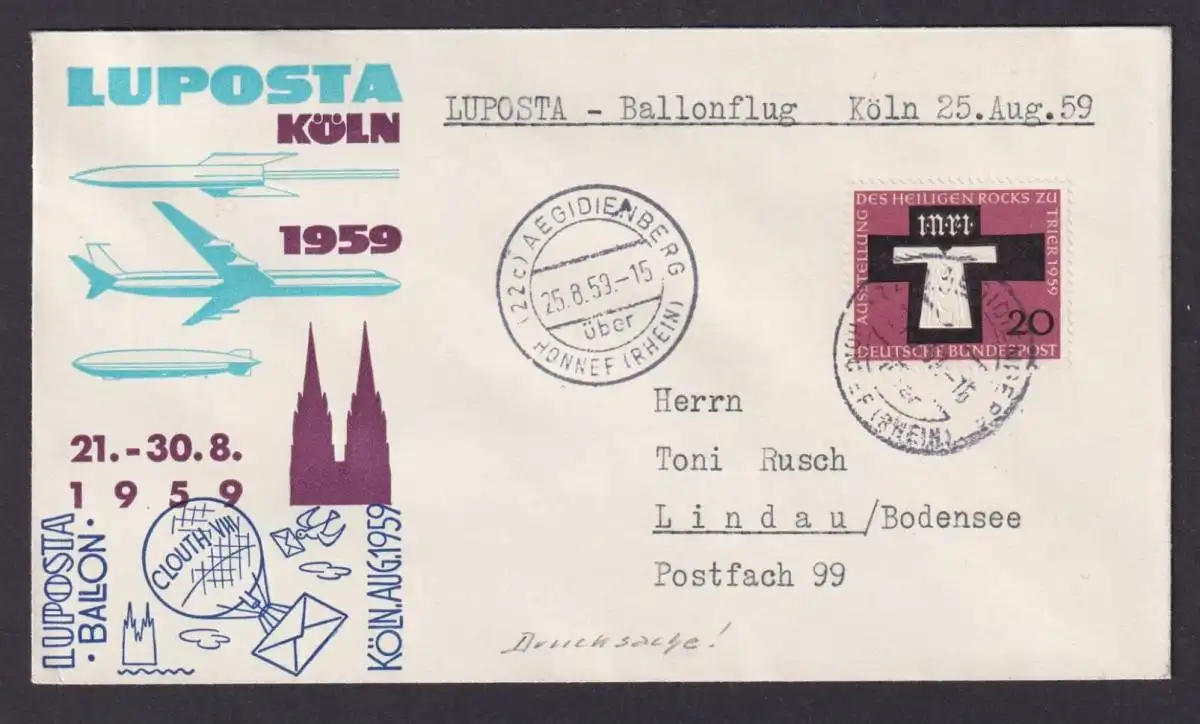 LUPOSTA
KÖLN
1959
21.-30.8.
1959
LUPOSTA
·BALLON·
CLOUTH VIII
KÖLN.AUG.1959
LUPOSTA - Ballonflug Köln 25.Aug.59
(22c) AEGIDIENBERG
25.8.59.-15
über
HONNEF (RHEIN)
AUSSTELLUNG DES HEILIGEN ROCKS ZU TRIER 1959
I·N·R·I
20
DEUTSCHE BUNDESPOST
Herrn
Toni Rusch
Lindau/Bodensee
Postfach 99
Drucksache!